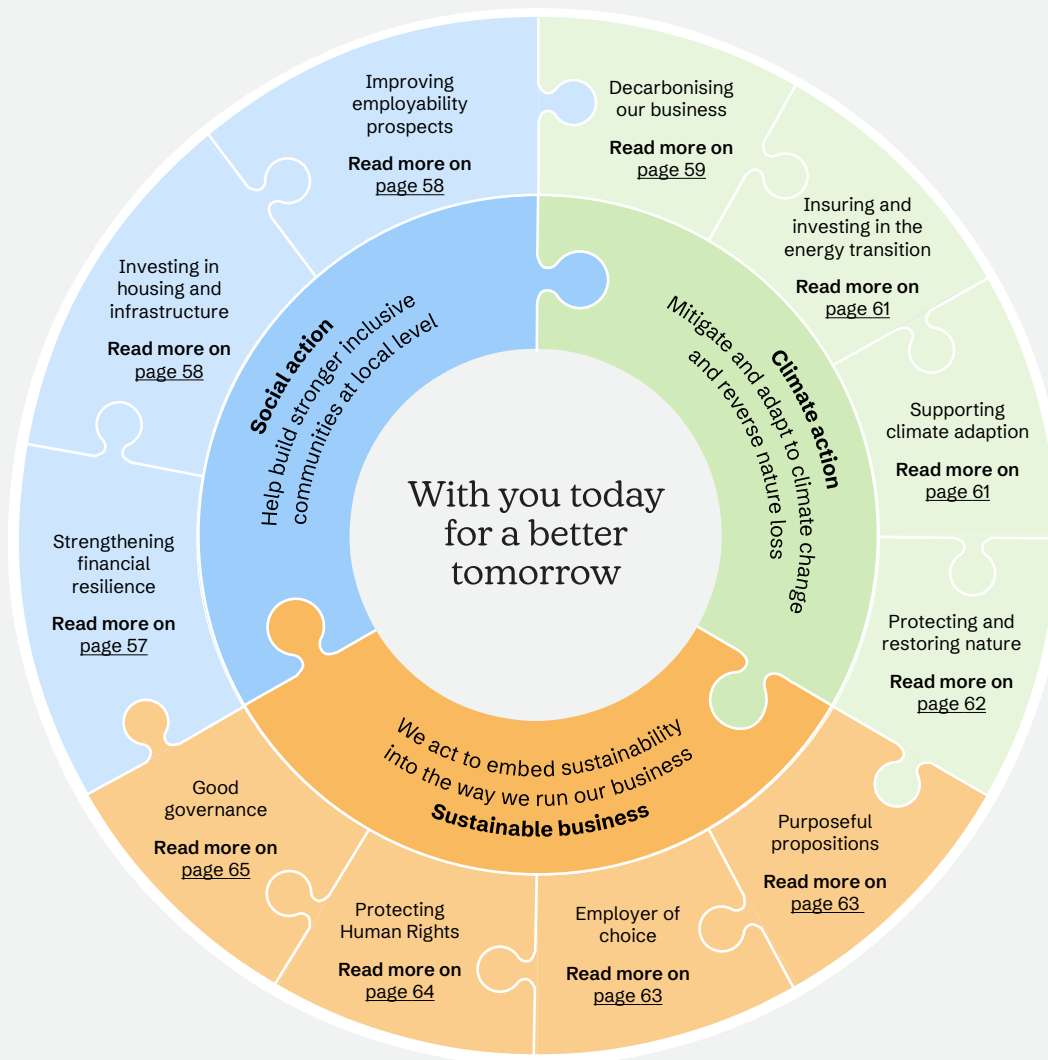 With you today
for a better
tomorrow
Social action
Help build stronger inclusive
communities at local level
Climate action
Mitigate and adapt to climate change
and reverse nature loss
We act to embed sustainability
into the way we run our business
Sustainable business
Improving
employability
prospects
Read more on
page 58
Decarbonising
our business
Read more on
page 59
Insuring and
investing in the
energy transition
Read more on
page 61
Supporting
climate adaption
Read more on
page 61
Protecting and
restoring nature
Read more on
page 62
Purposeful
propositions
Read more on
page 63
Employer of
choice
Read more on
page 63
Protecting
Human Rights
Read more on
page 64
Good
governance
Read more on
page 65
Strengthening
financial
resilience
Read more on
page 57
Investing in
housing and
infrastructure
Read more on
page 58